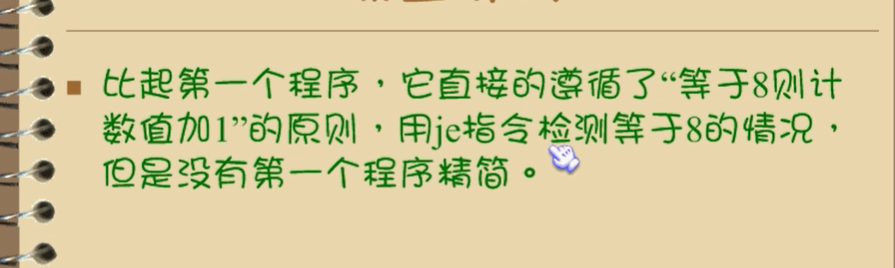 比起第一个程序，它直接的遵循了“等于8则计
数值加1”的原则，用je指令检测等于8的情况，
但是没有第一个程序精简。